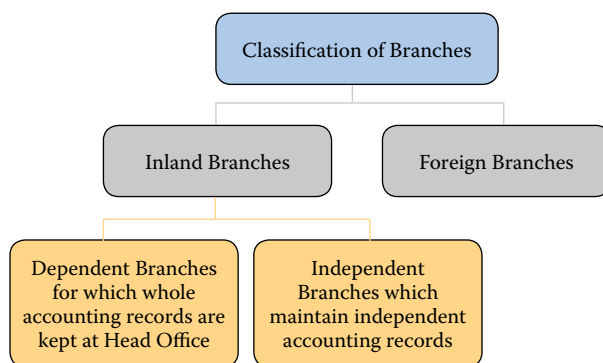 Classification of Branches
Inland Branches
Foreign Branches
Dependent Branches
for which whole
accounting records are
kept at Head Office
Independent
Branches which
maintain independent
accounting records